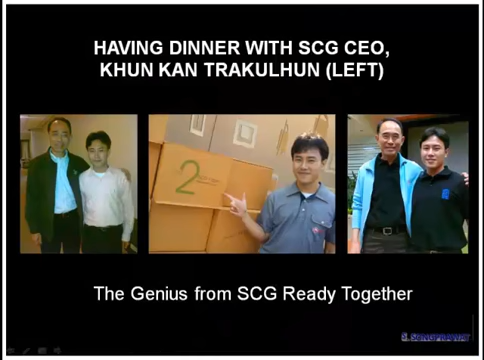 HAVING DINNER WITH SCG CEO,
KHUN KAN TRAKULHUN (LEFT)
2
The Genius from SCG Ready Together